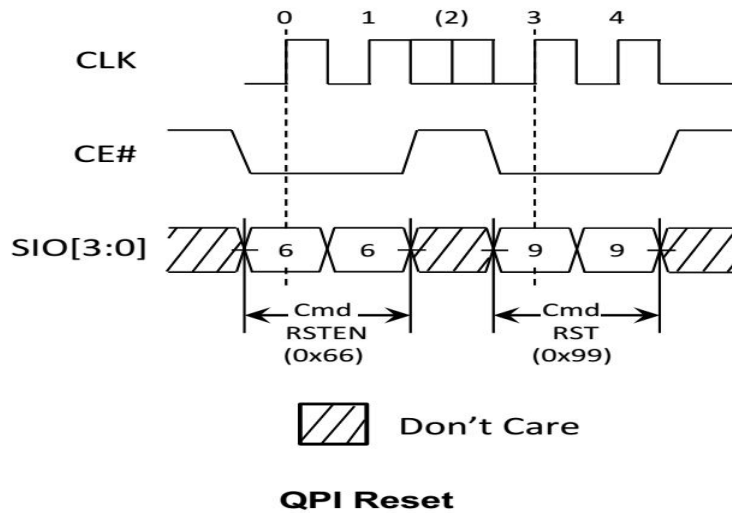 0 1 (2) 3 4
CLK
CE#
SIO[3:0] 6 6 9 9
Cmd Cmd
RSTEN RST
(0x66) (0x99)
Don't Care
QPI Reset